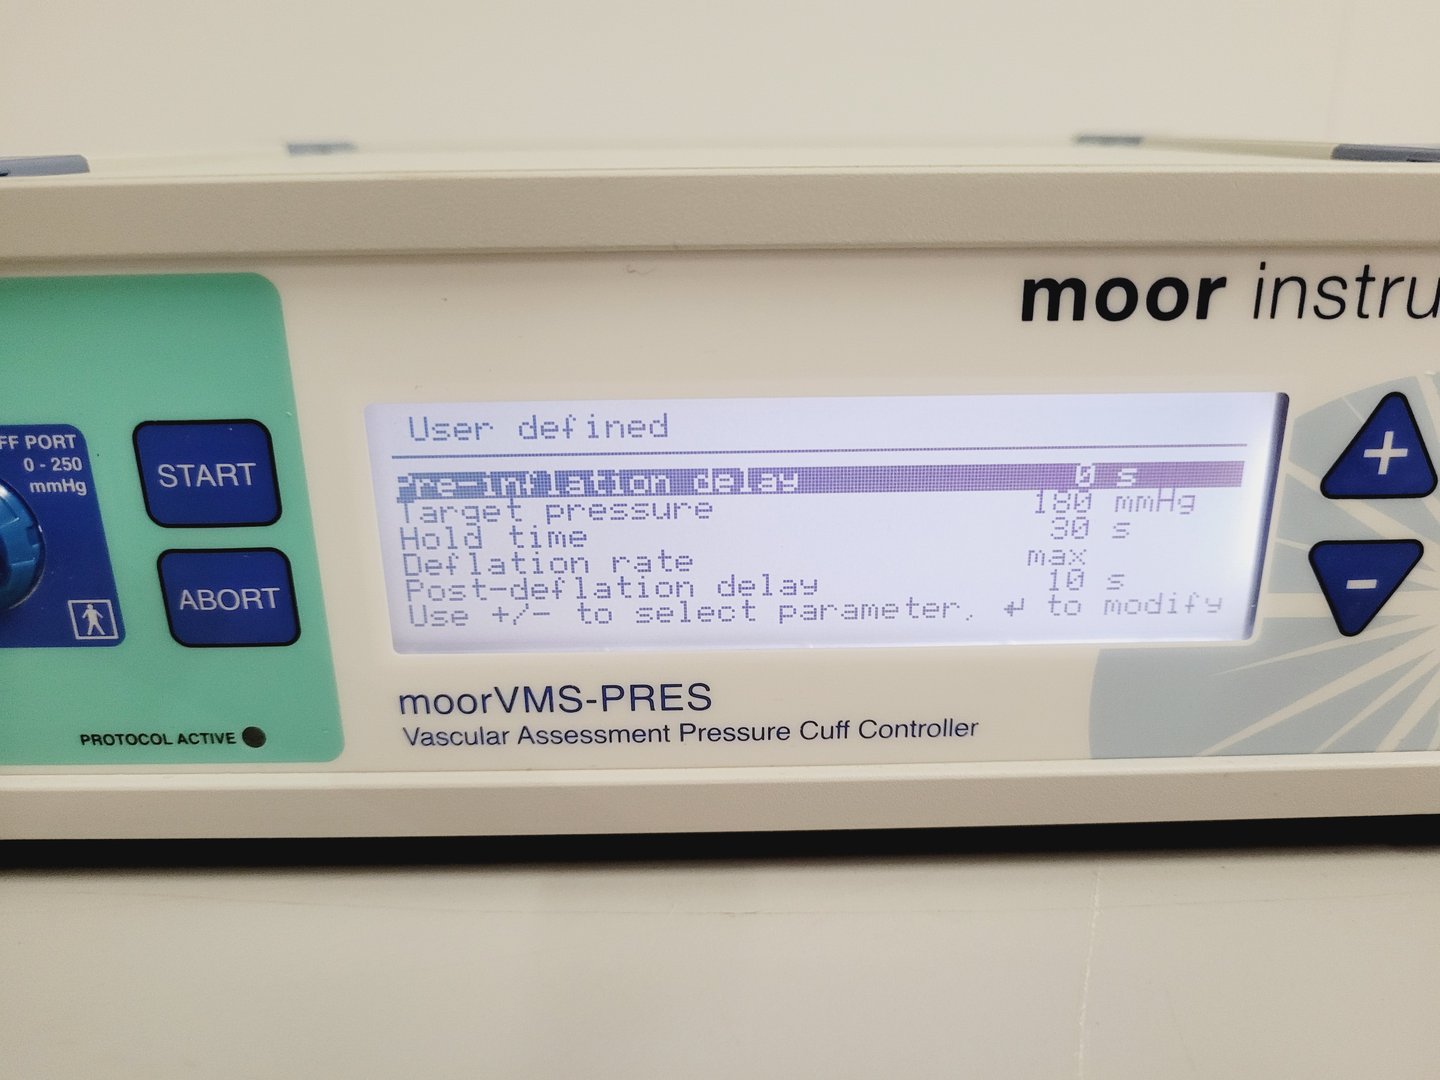 moor instru
FF PORT
0 - 250
mmHg
START
ABORT
PROTOCOL ACTIVE
User defined
Pre-inflation delay 0 s
Target pressure 180 mmHg
Hold time 30 s
Deflation rate max
Post-deflation delay 10 s
Use +/- to select parameter, ↵ to modify
+
-
moorVMS-PRES
Vascular Assessment Pressure Cuff Controller